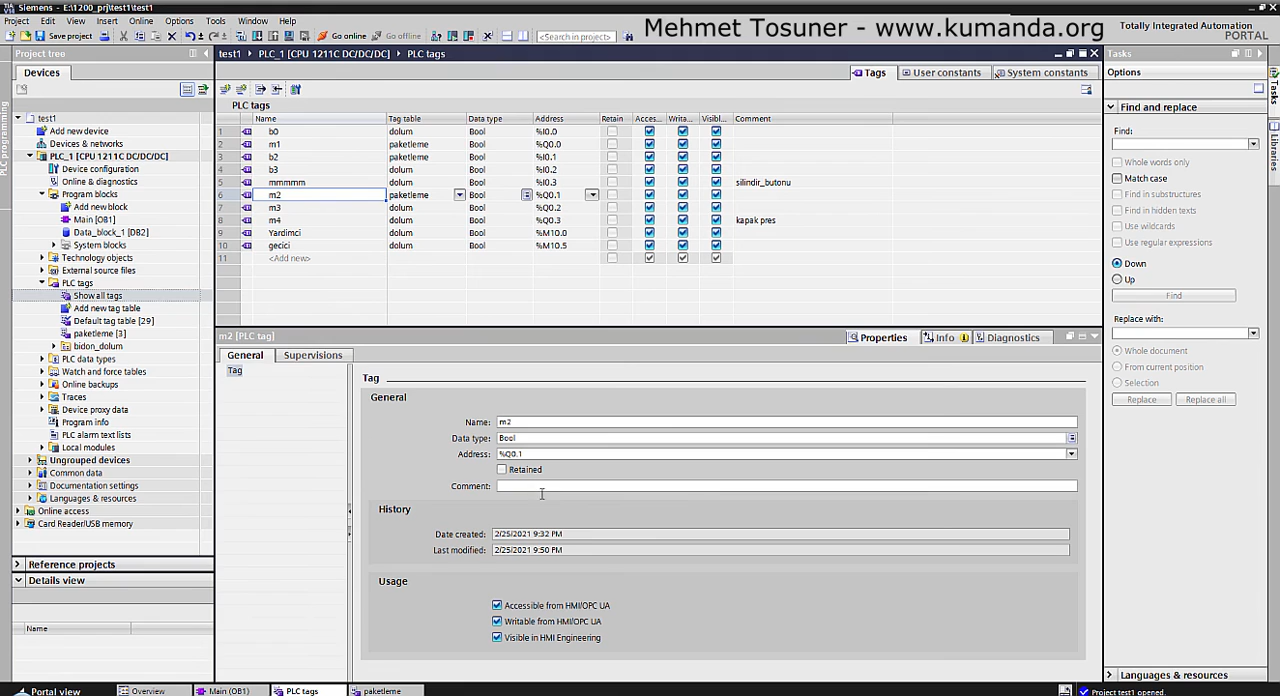 Siemens - E:\1200_prj\test1\test1
Mehmet Tosuner - www.kumanda.org
Project Edit View Insert Online Options Tools Window Help
Totally Integrated Automation
PORTAL
Save project
Go online
Go offline
<Search in project>
Project tree
test1 PLC_1 [CPU 1211C DC/DC/DC] PLC tags
Tasks
Devices
Tags
User constants
System constants
Options
PLC programming
Tasks
Libraries
test1
Add new device
Devices & networks
PLC_1 [CPU 1211C DC/DC/DC]
Device configuration
Online & diagnostics
Program blocks
Add new block
Main [OB1]
Data_block_1 [DB2]
System blocks
Technology objects
External source files
PLC tags
Show all tags
Add new tag table
Default tag table [29]
paketleme [3]
bidon_dolum
PLC data types
Watch and force tables
Online backups
Traces
Device proxy data
Program info
PLC alarm text lists
Local modules
Ungrouped devices
Common data
Documentation settings
Languages & resources
Online access
Card Reader/USB memory
Reference projects
Details view
Name
PLC tags
Name Tag table Data type Address Retain Acces... Writa... Visibl... Comment
1 b0 dolum Bool %I0.0
2 m1 paketleme Bool %Q0.0
3 b2 paketleme Bool %I0.1
4 b3 dolum Bool %I0.2
5 mmmmm dolum Bool %I0.3 silindir_butonu
6 m2 paketleme Bool %Q0.1
7 m3 dolum Bool %Q0.2
8 m4 dolum Bool %Q0.3 kapak pres
9 Yardimci dolum Bool %M10.0
10 gecici dolum Bool %M10.5
11 <Add new>
m2 [PLC tag]
Properties
Info
Diagnostics
General
Supervisions
Tag
Tag
General
Name: m2
Data type: Bool
Address: %Q0.1
Retained
Comment:
History
Date created: 2/25/2021 9:32 PM
Last modified: 2/25/2021 9:50 PM
Usage
Accessible from HMI/OPC UA
Writable from HMI/OPC UA
Visible in HMI Engineering
Find and replace
Find:
Whole words only
Match case
Find in substructures
Find in hidden texts
Use wildcards
Use regular expressions
Down
Up
Find
Replace with:
Whole document
From current position
Selection
Replace
Replace all
Languages & resources
Portal view
Overview
Main (OB1)
PLC tags
paketleme
Project test1 opened.